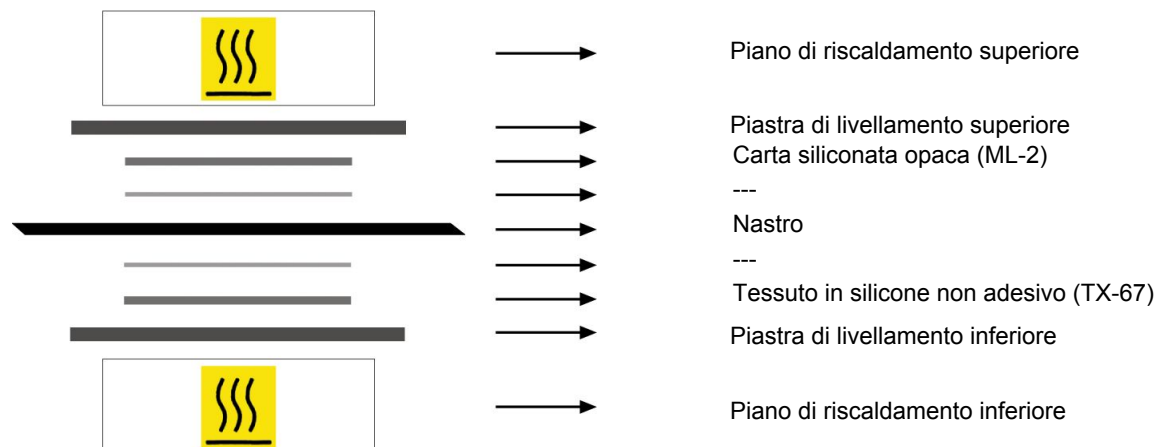 Piano di riscaldamento superiore
Piastra di livellamento superiore
Carta siliconata opaca (ML-2)
---
Nastro
---
Tessuto in silicone non adesivo (TX-67)
Piastra di livellamento inferiore
Piano di riscaldamento inferiore